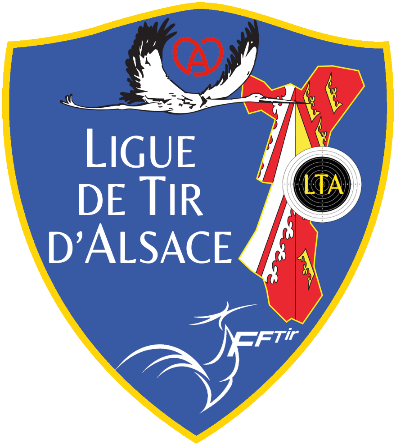 A
LIGUE
DE TIR
D'ALSACE
LTA
FFTir